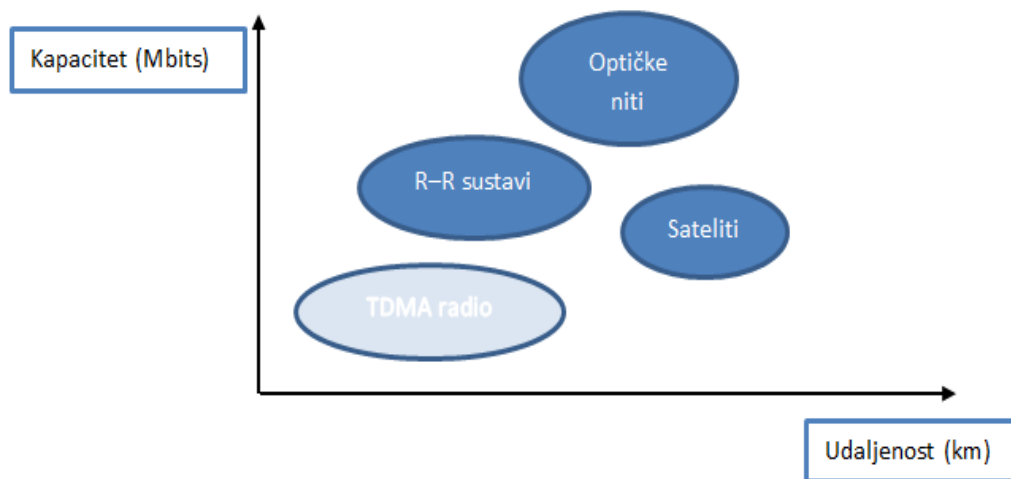 Kapacitet (Mbits)
Optičke
niti
R–R sustavi
Sateliti
TDMA radio
Udaljenost (km)